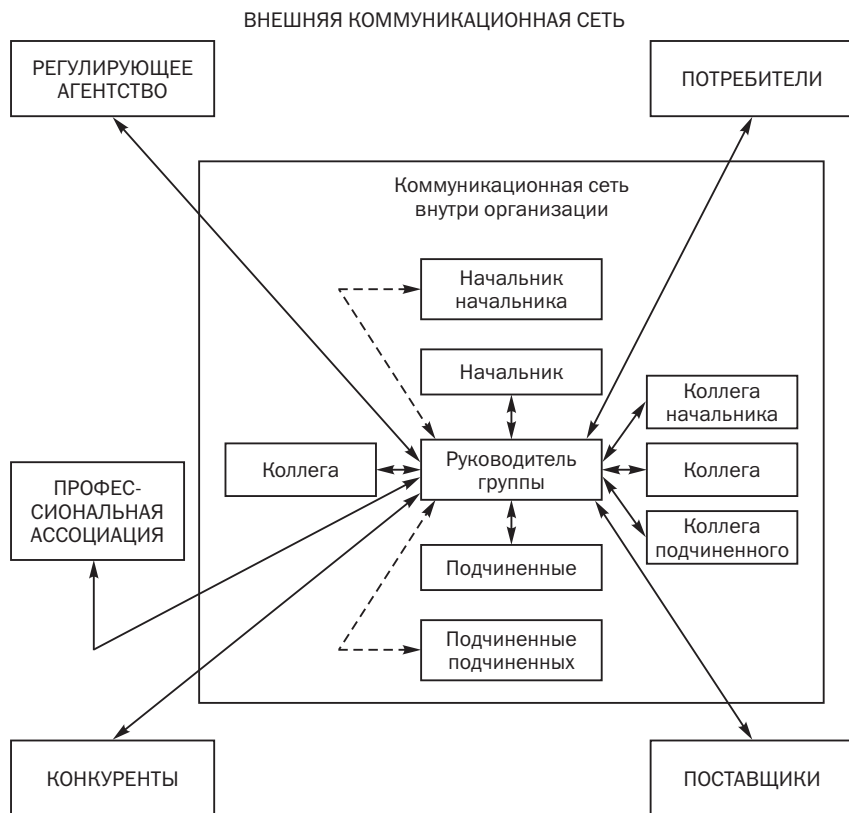 ВНЕШНЯЯ КОММУНИКАЦИОННАЯ СЕТЬ
РЕГУЛИРУЮЩЕЕ
АГЕНТСТВО
ПОТРЕБИТЕЛИ
Коммуникационная сеть
внутри организации
Начальник
начальника
Начальник
Коллега
начальника
Коллега
Руководитель
группы
Коллега
ПРОФЕС-
СИОНАЛЬНАЯ
АССОЦИАЦИЯ
Коллега
подчиненного
Подчиненные
Подчиненные
подчиненных
КОНКУРЕНТЫ
ПОСТАВЩИКИ